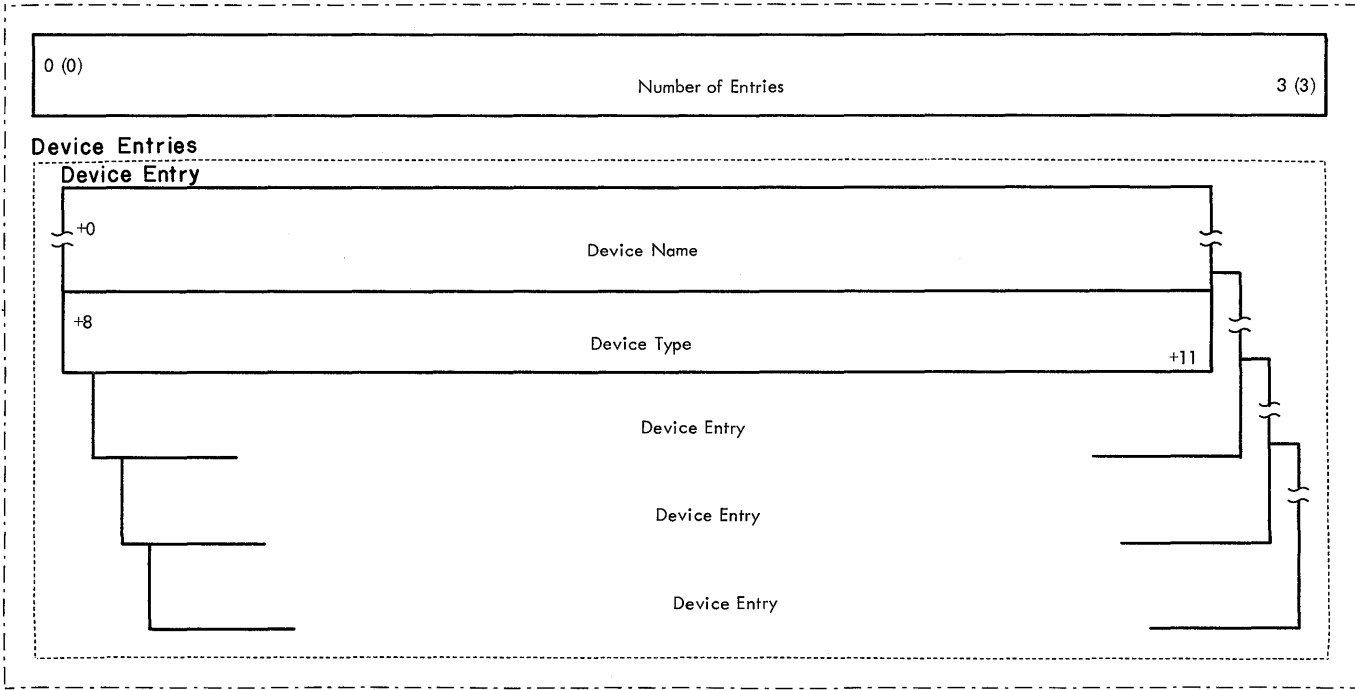 0 (0)
Number of Entries
3 (3)
Device Entries
Device Entry
+0
Device Name
+8
Device Type
+11
Device Entry
Device Entry
Device Entry